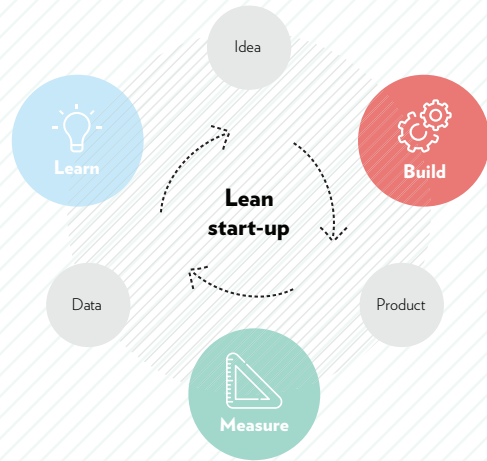 Idea
Learn
Build
Lean
start-up
Data
Product
Measure